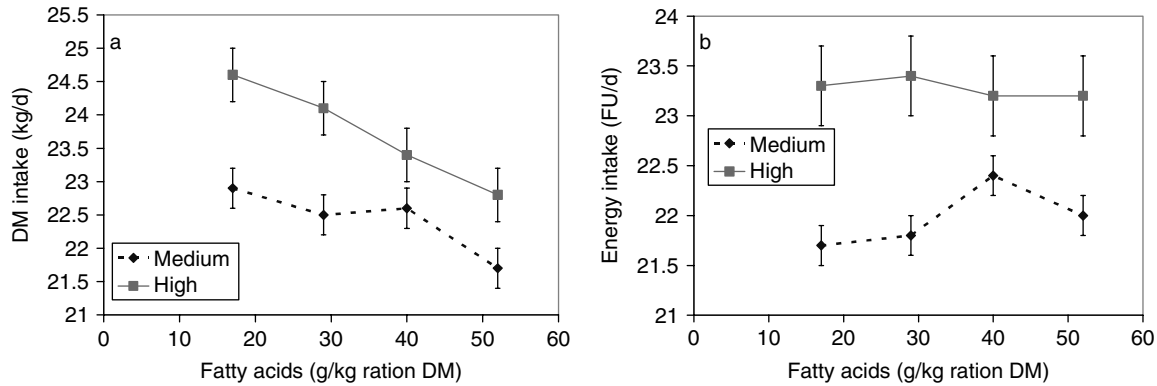 a
25.5
25
24.5
24
23.5
23
22.5
22
21.5
21
0 10 20 30 40 50 60
DM intake (kg/d)
Medium
High
Fatty acids (g/kg ration DM)
b
24
23.5
23
22.5
22
21.5
21
0 10 20 30 40 50 60
Energy intake (FU/d)
Medium
High
Fatty acids (g/kg ration DM)